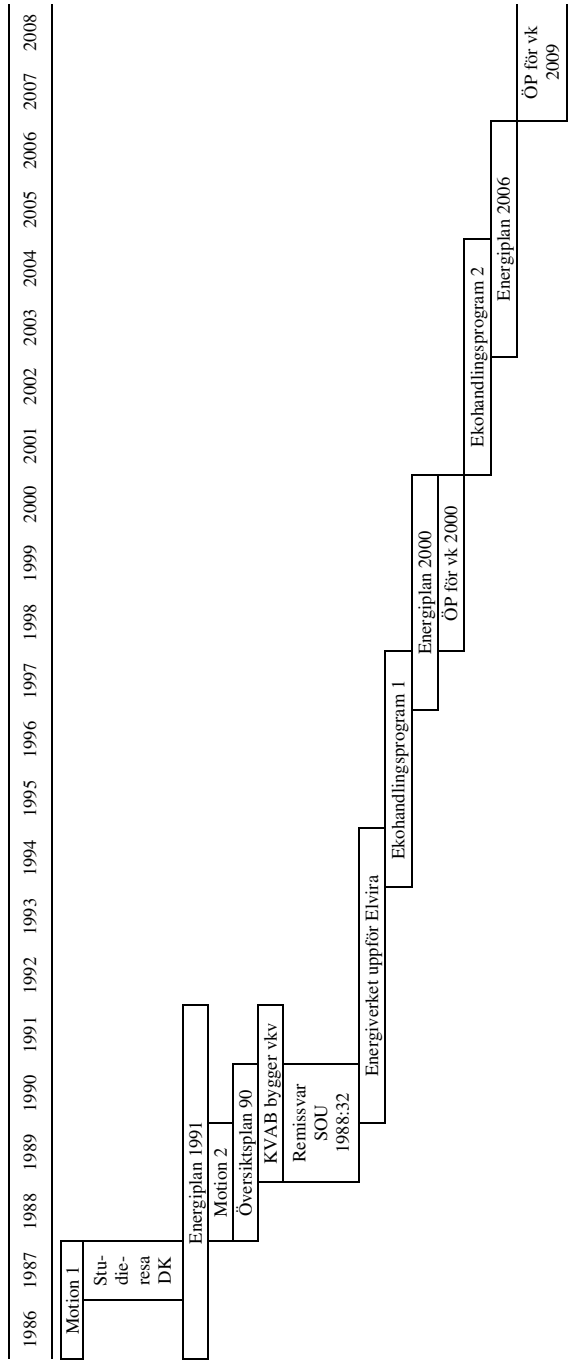 1986 1987 1988 1989 1990 1991 1992 1993 1994 1995 1996 1997 1998 1999 2000 2001 2002 2003 2004 2005 2006 2007 2008
Motion 1
Stu-
die-
resa
DK
Energiplan 1991
Motion 2
Översiktsplan 90
KVAB bygger vkv
Remissvar
SOU
1988:32
Energiverket uppför Elvira
Ekohandlingsprogram 1
Energiplan 2000
ÖP för vk 2000
Ekohandlingsprogram 2
Energiplan 2006
ÖP för vk
2009